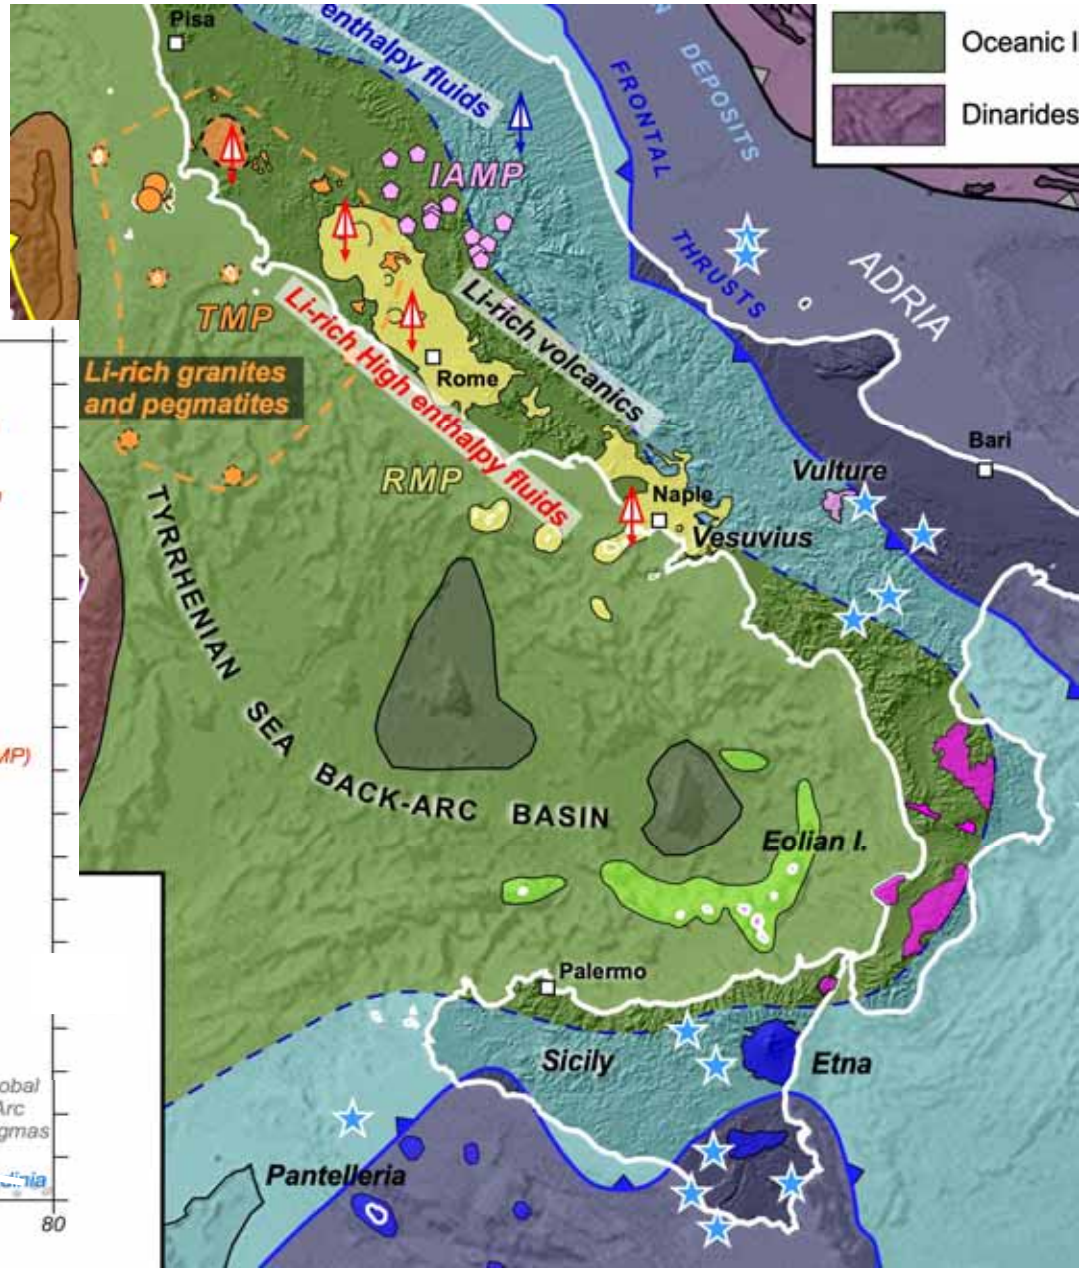 Pisa
enthalpy fluids
DEPOSITS
FRONTAL
THRUSTS
Oceanic I
Dinarides
IAMP
ADRIA
TMP
Li-rich volcanics
Li-rich High enthalpy fluids
Rome
Li-rich granites
and pegmatites
RMP
Bari
Vulture
Naple
Vesuvius
TYRRHENIAN SEA BACK-ARC BASIN
MP)
Eolian I.
Palermo
Sicily
Etna
Pantelleria
obal
Arc
gmas
dinia
80